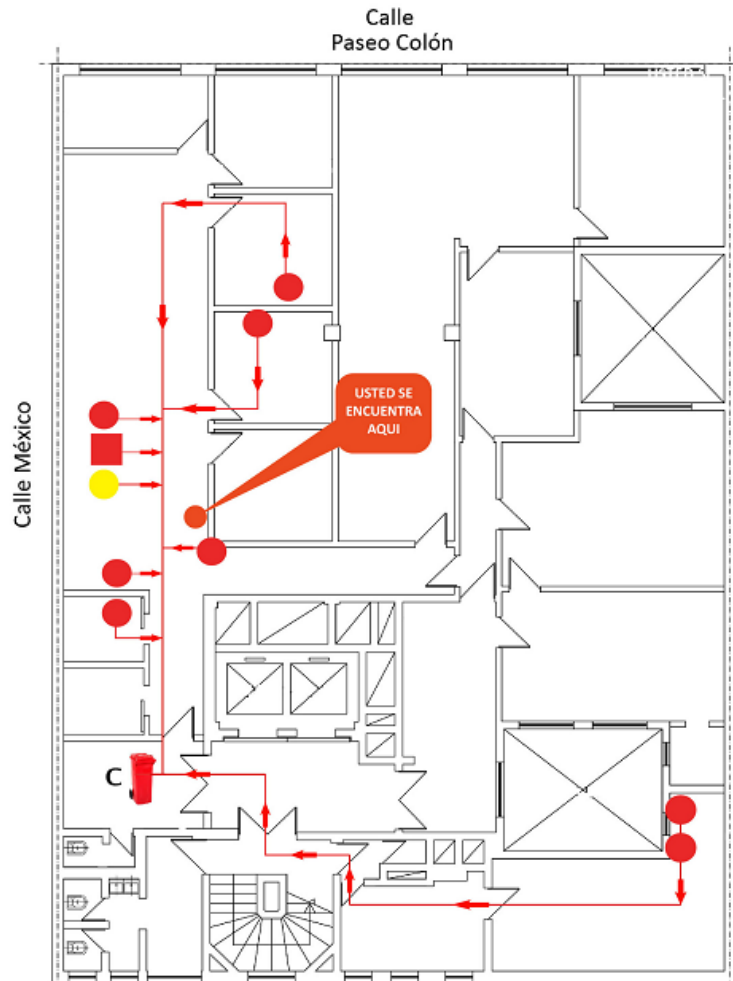 Calle
Paseo Colón
USTED SE
ENCUENTRA
AQUI
Calle México
C